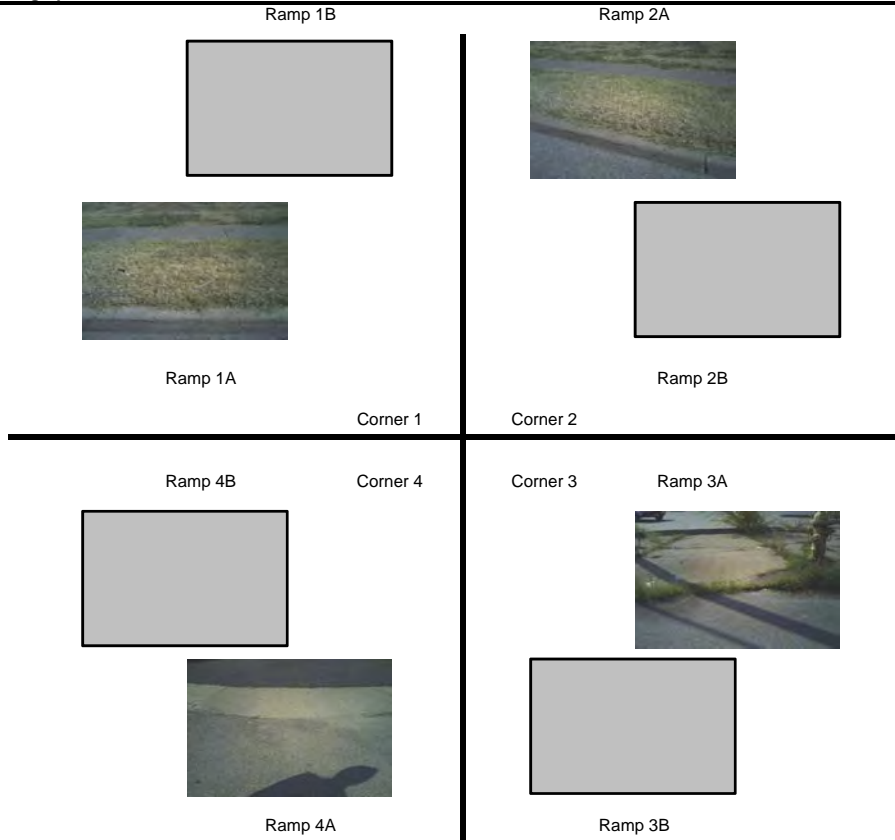 Ramp 1B Ramp 2A
Ramp 1A Ramp 2B
Corner 1 Corner 2
Ramp 4B Corner 4 Corner 3 Ramp 3A
Ramp 4A Ramp 3B